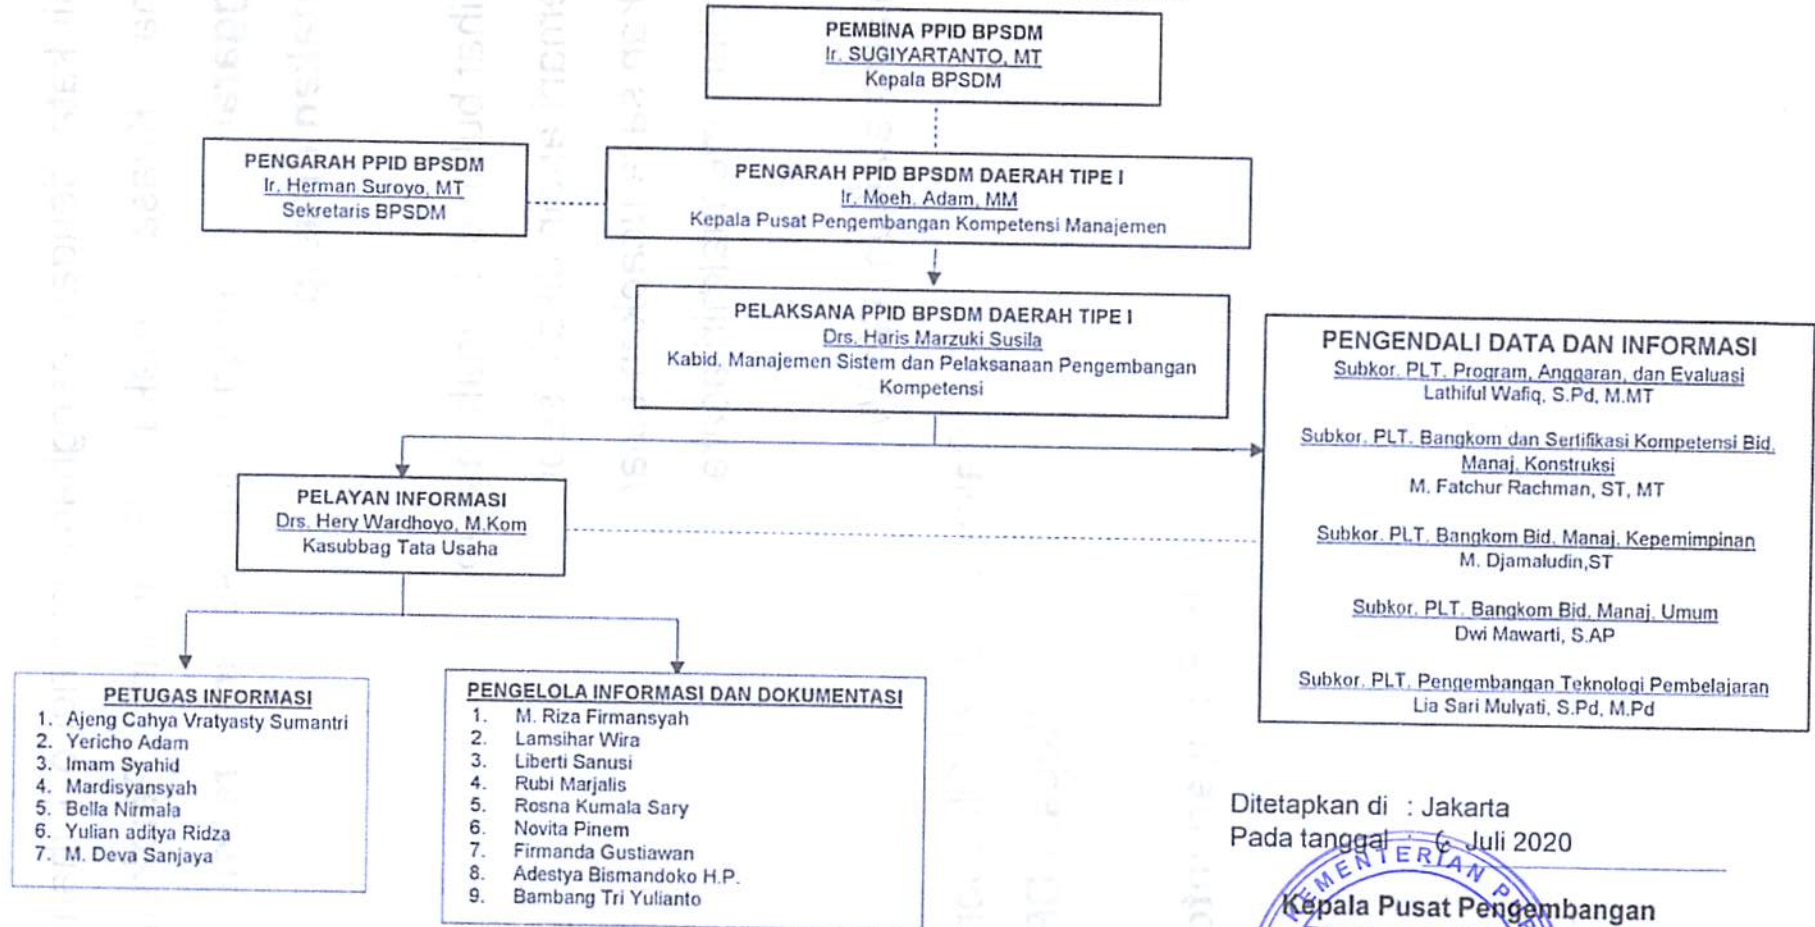 PEMBINA PPID BPSDM
Ir. SUGIYARTANTO, MT
Kepala BPSDM
PENGARAH PPID BPSDM
Ir. Herman Suroyo, MT
Sekretaris BPSDM
PENGARAH PPID BPSDM DAERAH TIPE I
Ir. Moeh. Adam, MM
Kepala Pusat Pengembangan Kompetensi Manajemen
PELAKSANA PPID BPSDM DAERAH TIPE I
Drs. Haris Marzuki Susila
Kabid. Manajemen Sistem dan Pelaksanaan Pengembangan
Kompetensi
PENGENDALI DATA DAN INFORMASI
Subkor. PLT. Program, Anggaran, dan Evaluasi
Lathiful Wafiq, S.Pd, M.MT
Subkor. PLT. Bangkom dan Sertifikasi Kompetensi Bid.
Manaj. Konstruksi
M. Fatchur Rachman, ST, MT
Subkor. PLT. Bangkom Bid. Manaj. Kepemimpinan
M. Djamaludin,ST
Subkor. PLT. Bangkom Bid. Manaj. Umum
Dwi Mawarti, S.AP
Subkor. PLT. Pengembangan Teknologi Pembelajaran
Lia Sari Mulyati, S.Pd, M.Pd
PELAYAN INFORMASI
Drs. Hery Wardhoyo, M.Kom
Kasubbag Tata Usaha
PETUGAS INFORMASI
1. Ajeng Cahya Vratyasty Sumantri
2. Yericho Adam
3. Imam Syahid
4. Mardisyansyah
5. Bella Nirmala
6. Yulian aditya Ridza
7. M. Deva Sanjaya
PENGELOLA INFORMASI DAN DOKUMENTASI
1. M. Riza Firmansyah
2. Lamsihar Wira
3. Liberti Sanusi
4. Rubi Marjalis
5. Rosna Kumala Sary
6. Novita Pinem
7. Firmanda Gustiawan
8. Adestya Bismandoko H.P.
9. Bambang Tri Yulianto
Ditetapkan di : Jakarta
Pada tanggal : Juli 2020
KEMENTERIAN
Kepala Pusat Pengembangan